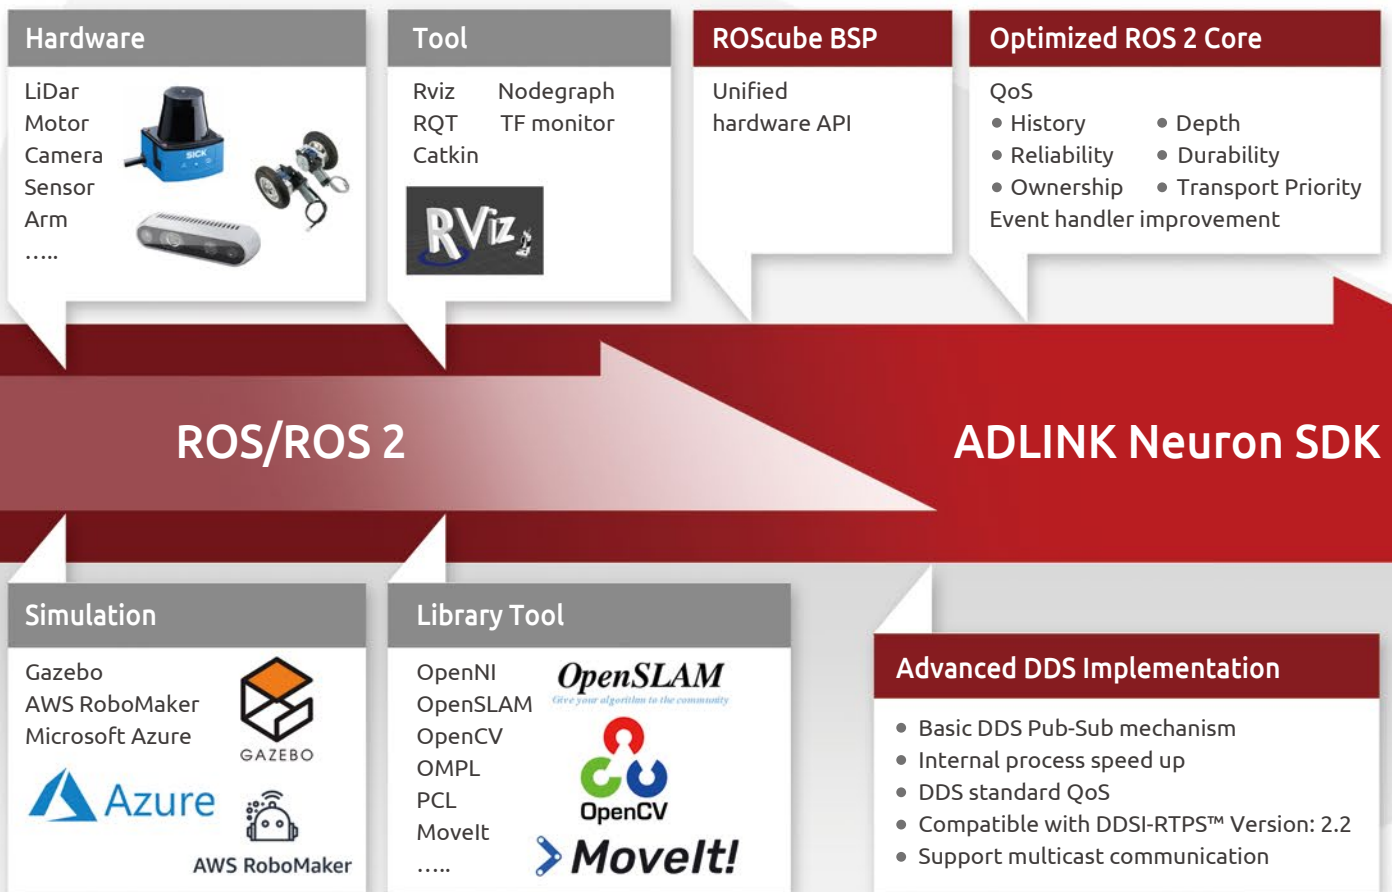 Hardware
LiDar
Motor
Camera
Sensor
Arm
.....
SICK
Tool
Rviz Nodegraph
RQT TF monitor
Catkin
RViz
ROScube BSP
Unified
hardware API
Optimized ROS 2 Core
QoS
• History • Depth
• Reliability • Durability
• Ownership • Transport Priority
Event handler improvement
ROS/ROS 2
ADLINK Neuron SDK
Simulation
Gazebo
AWS RoboMaker
Microsoft Azure
GAZEBO
Azure
AWS RoboMaker
Library Tool
OpenNI
OpenSLAM
OpenCV
OMPL
PCL
MoveIt
.....
OpenSLAM
Give your algorithm to the community
OpenCV
MoveIt!
Advanced DDS Implementation
• Basic DDS Pub-Sub mechanism
• Internal process speed up
• DDS standard QoS
• Compatible with DDSI-RTPS™ Version: 2.2
• Support multicast communication